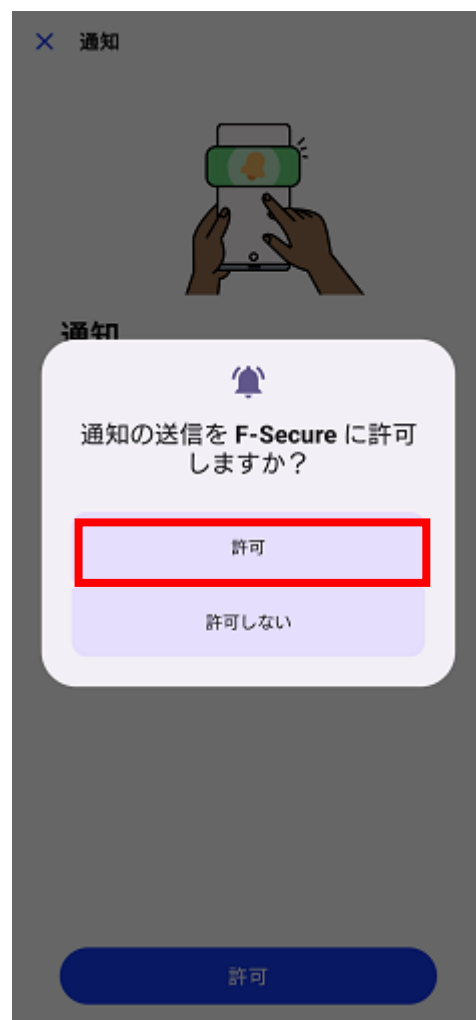 通知
通知
通知の送信を F-Secure に許可
しますか？
許可
許可しない
許可